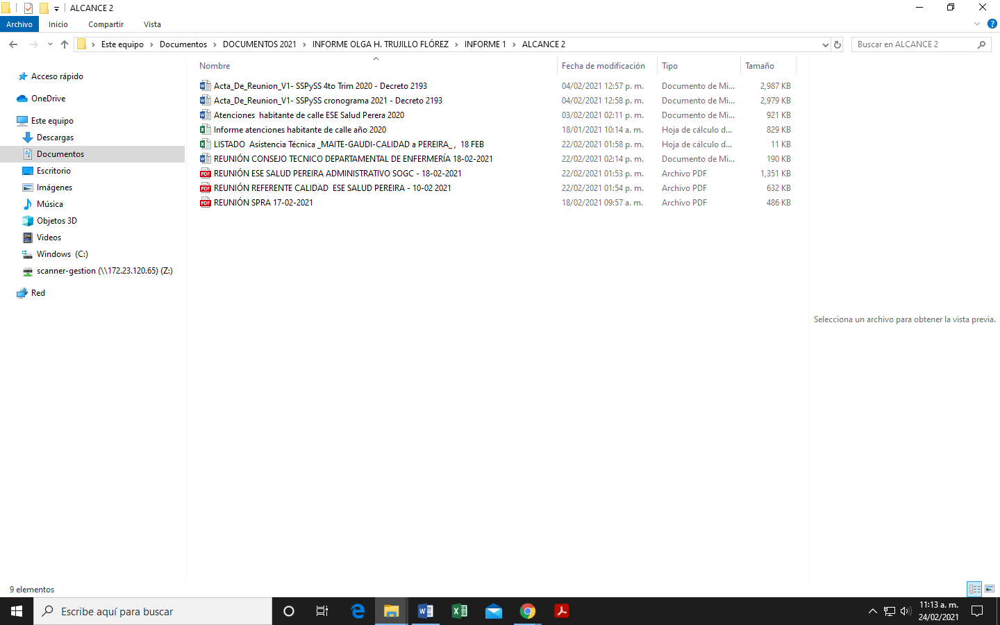 ALCANCE 2
Archivo Inicio Compartir Vista
Este equipo Documentos DOCUMENTOS 2021 INFORME OLGA H. TRUJILLO FLÓREZ INFORME 1 ALCANCE 2
Buscar en ALCANCE 2
Acceso rápido
OneDrive
Este equipo
Descargas
Documentos
Escritorio
Imágenes
Música
Objetos 3D
Videos
Windows (C:)
scanner-gestion (\\172.23.120.65) (Z:)
Red
Nombre Fecha de modificación Tipo Tamaño
Acta_De_Reunion_V1- SSPySS 4to Trim 2020 - Decreto 2193 04/02/2021 12:57 p. m. Documento de Mi... 2,987 KB
Acta_De_Reunion_V1- SSPySS cronograma 2021 - Decreto 2193 04/02/2021 12:58 p. m. Documento de Mi... 2,979 KB
Atenciones habitante de calle ESE Salud Perera 2020 03/02/2021 02:11 p. m. Documento de Mi... 921 KB
Informe atenciones habitante de calle año 2020 18/01/2021 10:14 a. m. Hoja de cálculo d... 829 KB
LISTADO Asistencia Técnica _MAITE-GAUDI-CALIDAD a PEREIRA_ , 18 FEB 22/02/2021 01:58 p. m. Hoja de cálculo d... 11 KB
REUNIÓN CONSEJO TECNICO DEPARTAMENTAL DE ENFERMERÍA 18-02-2021 22/02/2021 02:14 p. m. Documento de Mi... 190 KB
REUNIÓN ESE SALUD PEREIRA ADMINISTRATIVO SOGC - 18-02-2021 22/02/2021 01:53 p. m. Archivo PDF 1,351 KB
REUNIÓN REFERENTE CALIDAD ESE SALUD PEREIRA - 10-02 2021 22/02/2021 01:54 p. m. Archivo PDF 632 KB
REUNIÓN SPRA 17-02-2021 18/02/2021 09:57 a. m. Archivo PDF 486 KB
Selecciona un archivo para obtener la vista previa.
9 elementos
Escribe aquí para buscar
11:13 a. m.
24/02/2021